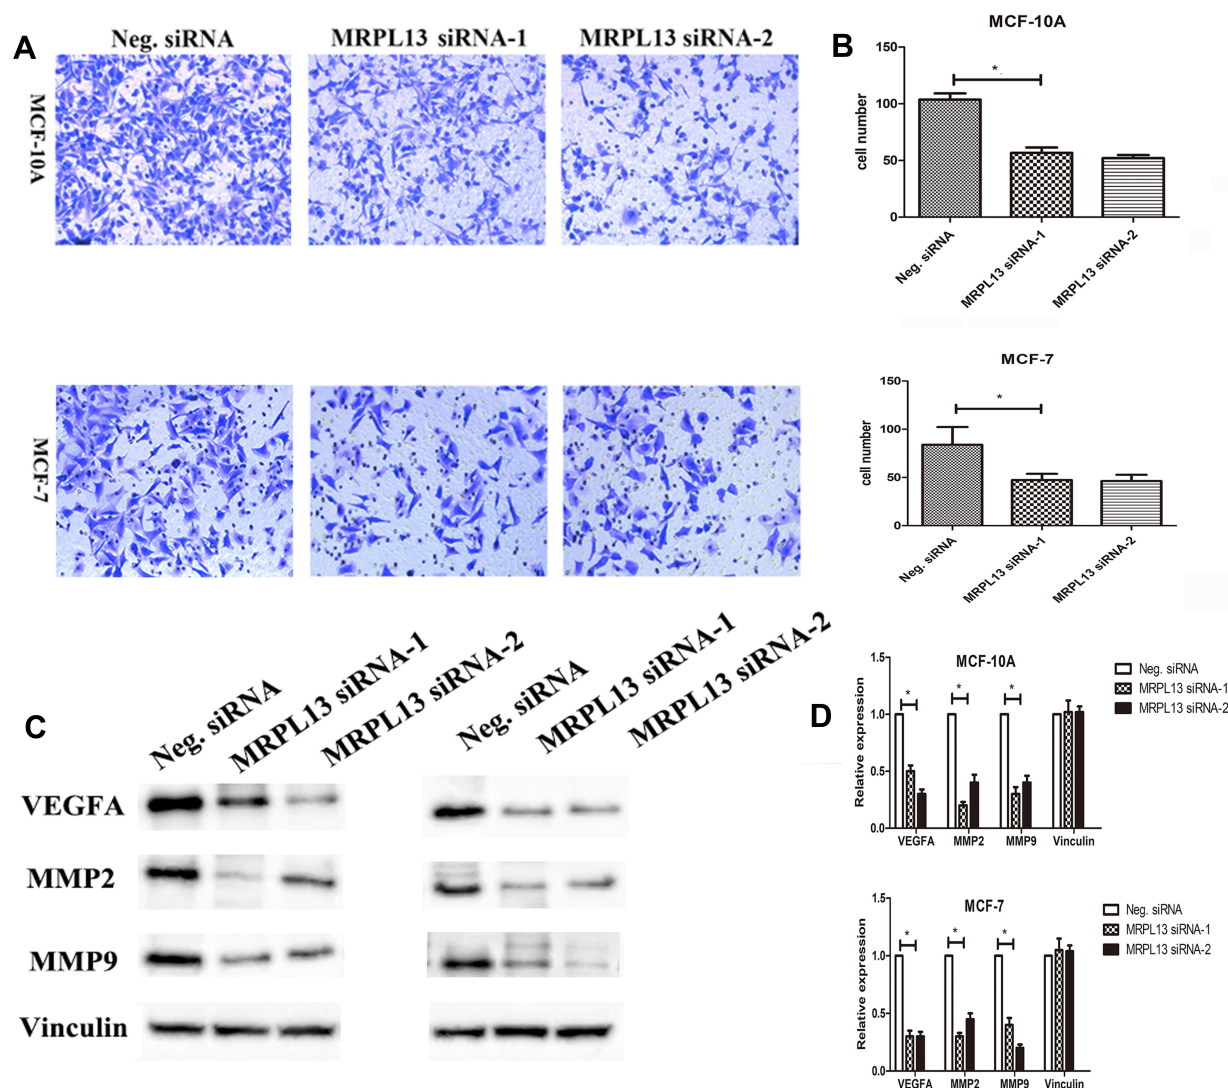 A
Neg. siRNA
MRPL13 siRNA-1
MRPL13 siRNA-2
MCF-10A
MCF-7
B
MCF-10A
cell number
150
100
50
0
*
Neg. siRNA
MRPL13 siRNA-1
MRPL13 siRNA-2
MCF-7
cell number
150
100
50
0
*
Neg. siRNA
MRPL13 siRNA-1
MRPL13 siRNA-2
C
Neg. siRNA
MRPL13 siRNA-1
MRPL13 siRNA-2
Neg. siRNA
MRPL13 siRNA-1
MRPL13 siRNA-2
VEGFA
MMP2
MMP9
Vinculin
D
MCF-10A
Relative expression
1.5
1.0
0.5
0.0
* * *
VEGFA MMP2 MMP9 Vinculin
Neg. siRNA
MRPL13 siRNA-1
MRPL13 siRNA-2
MCF-7
Relative expression
1.5
1.0
0.5
0.0
* * *
VEGFA MMP2 MMP9 Vinculin
Neg. siRNA
MRPL13 siRNA-1
MRPL13 siRNA-2